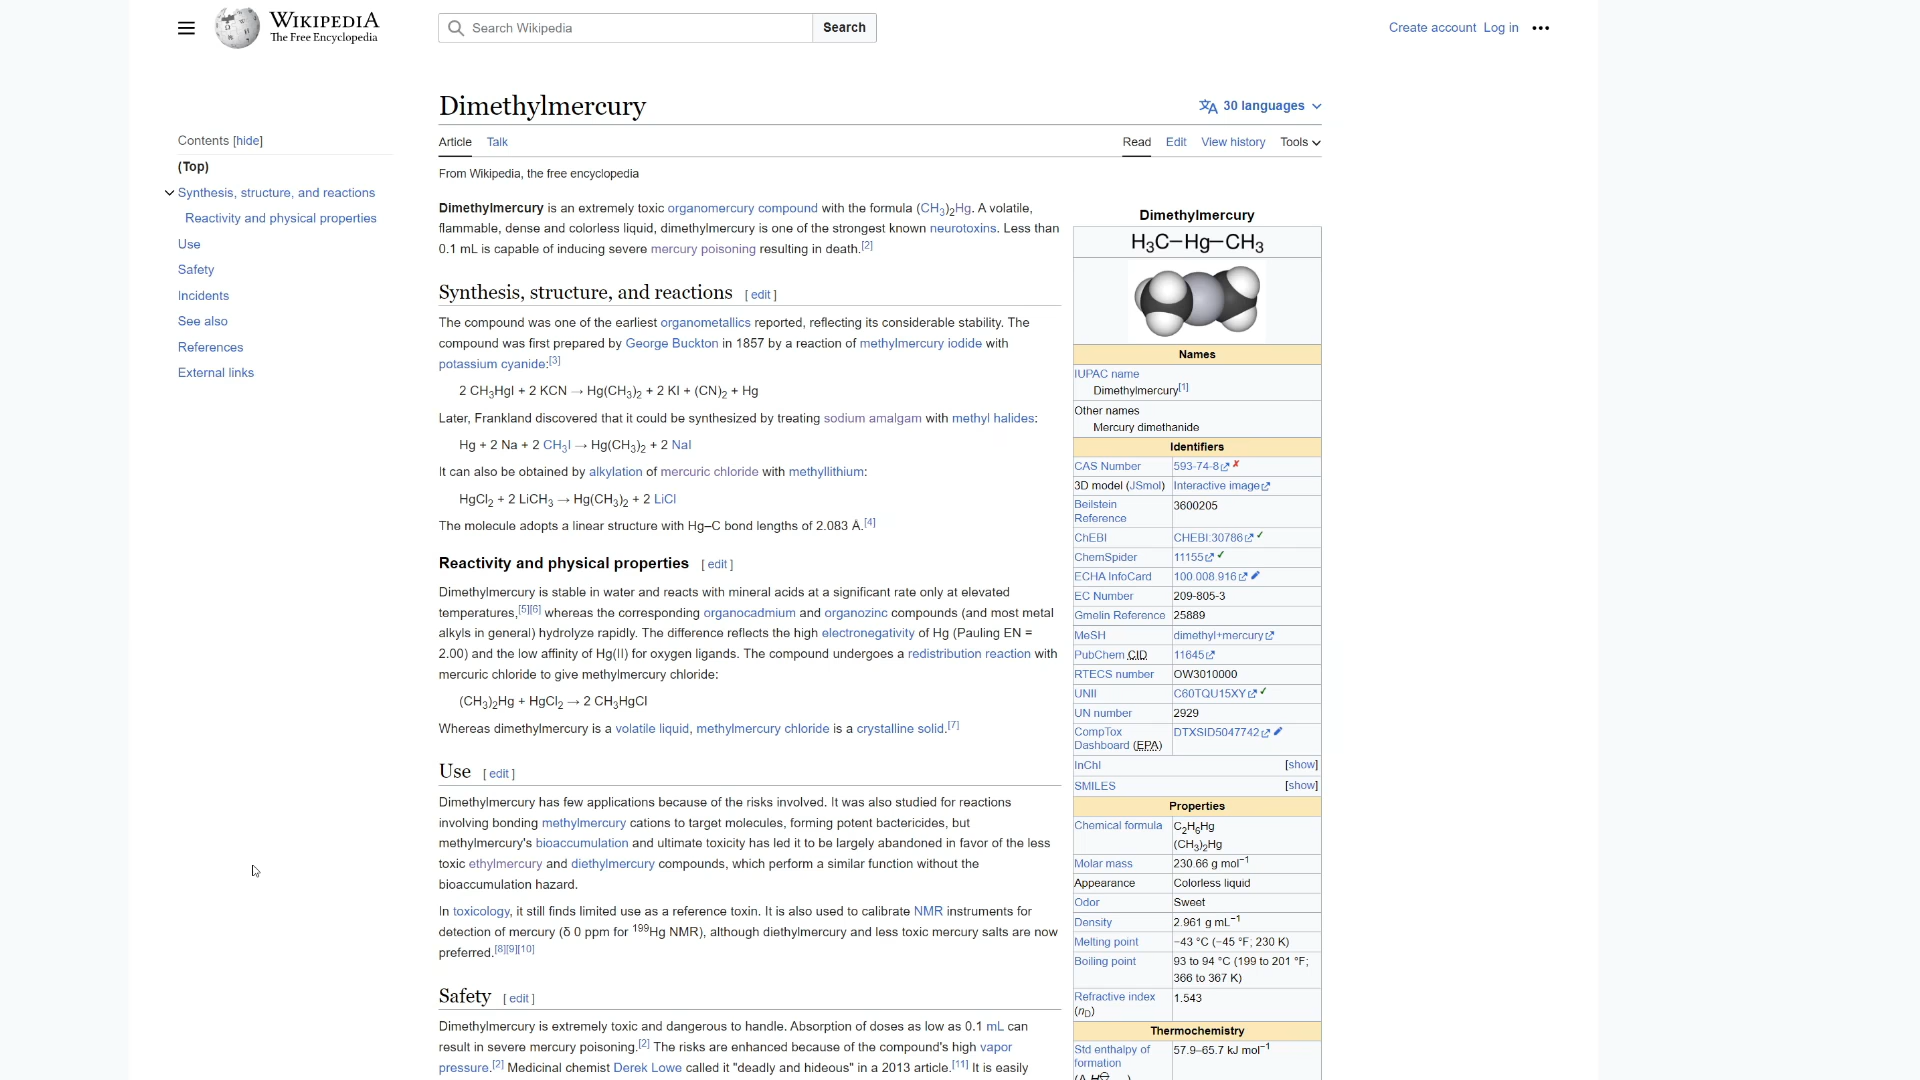 WIKIPEDIA
The Free Encyclopedia
Search Wikipedia
Search
Create account Log in
Dimethylmercury
30 languages
Contents [hide]
(Top)
Synthesis, structure, and reactions
Reactivity and physical properties
Use
Safety
Incidents
See also
References
External links
Article Talk
Read Edit View history Tools
From Wikipedia, the free encyclopedia
Dimethylmercury is an extremely toxic organomercury compound with the formula (CH3)2Hg. A volatile,
flammable, dense and colorless liquid, dimethylmercury is one of the strongest known neurotoxins. Less than
0.1 mL is capable of inducing severe mercury poisoning resulting in death.[2]
Synthesis, structure, and reactions [ edit ]
The compound was one of the earliest organometallics reported, reflecting its considerable stability. The
compound was first prepared by George Buckton in 1857 by a reaction of methylmercury iodide with
potassium cyanide:[3]
2 CH3HgI + 2 KCN → Hg(CH3)2 + 2 KI + (CN)2 + Hg
Later, Frankland discovered that it could be synthesized by treating sodium amalgam with methyl halides:
Hg + 2 Na + 2 CH3I → Hg(CH3)2 + 2 NaI
It can also be obtained by alkylation of mercuric chloride with methyllithium:
HgCl2 + 2 LiCH3 → Hg(CH3)2 + 2 LiCl
The molecule adopts a linear structure with Hg–C bond lengths of 2.083 Å.[4]
Reactivity and physical properties [ edit ]
Dimethylmercury is stable in water and reacts with mineral acids at a significant rate only at elevated
temperatures,[5][6] whereas the corresponding organocadmium and organozinc compounds (and most metal
alkyls in general) hydrolyze rapidly. The difference reflects the high electronegativity of Hg (Pauling EN =
2.00) and the low affinity of Hg(II) for oxygen ligands. The compound undergoes a redistribution reaction with
mercuric chloride to give methylmercury chloride:
(CH3)2Hg + HgCl2 → 2 CH3HgCl
Whereas dimethylmercury is a volatile liquid, methylmercury chloride is a crystalline solid.[7]
Use [ edit ]
Dimethylmercury has few applications because of the risks involved. It was also studied for reactions
involving bonding methylmercury cations to target molecules, forming potent bactericides, but
methylmercury's bioaccumulation and ultimate toxicity has led it to be largely abandoned in favor of the less
toxic ethylmercury and diethylmercury compounds, which perform a similar function without the
bioaccumulation hazard.
In toxicology, it still finds limited use as a reference toxin. It is also used to calibrate NMR instruments for
detection of mercury (δ 0 ppm for 199Hg NMR), although diethylmercury and less toxic mercury salts are now
preferred.[8][9][10]
Safety [ edit ]
Dimethylmercury is extremely toxic and dangerous to handle. Absorption of doses as low as 0.1 mL can
result in severe mercury poisoning.[2] The risks are enhanced because of the compound's high vapor
pressure.[2] Medicinal chemist Derek Lowe called it "deadly and hideous" in a 2013 article.[11] It is easily
Dimethylmercury
H3C–Hg–CH3
Names
IUPAC name
Dimethylmercury[1]
Other names
Mercury dimethanide
Identifiers
CAS Number 593-74-8 ✗
3D model (JSmol) Interactive image
Beilstein 3600205
Reference
ChEBI CHEBI:30786 ✓
ChemSpider 11155 ✓
ECHA InfoCard 100.008.916
EC Number 209-805-3
Gmelin Reference 25889
MeSH dimethyl+mercury
PubChem CID 11645
RTECS number OW3010000
UNII C60TQU15XY ✓
UN number 2929
CompTox DTXSID5047742
Dashboard (EPA)
InChI [show]
SMILES [show]
Properties
Chemical formula C2H6Hg
(CH3)2Hg
Molar mass 230.66 g mol−1
Appearance Colorless liquid
Odor Sweet
Density 2.961 g mL−1
Melting point −43 °C (−45 °F; 230 K)
Boiling point 93 to 94 °C (199 to 201 °F;
366 to 367 K)
Refractive index 1.543
(nD)
Thermochemistry
Std enthalpy of 57.9–65.7 kJ mol−1
formation